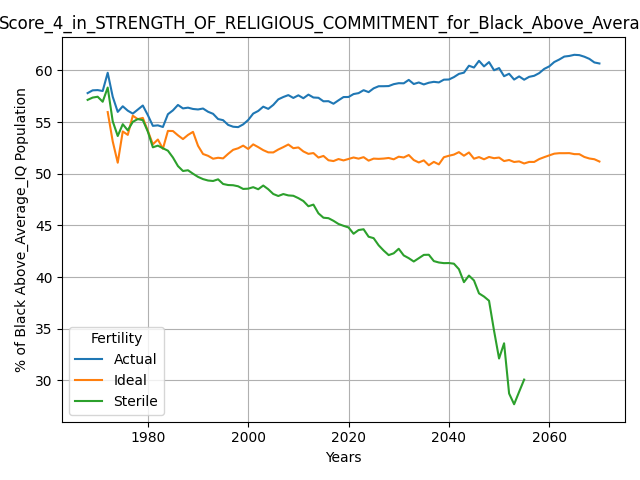 Score_4_in_STRENGTH_OF_RELIGIOUS_COMMITMENT_for_Black_Above_Avera
% of Black Above_Average_IQ Population
60
55
50
45
40
35
30
Fertility
Actual
Ideal
Sterile
1980
2000
2020
2040
2060
Years